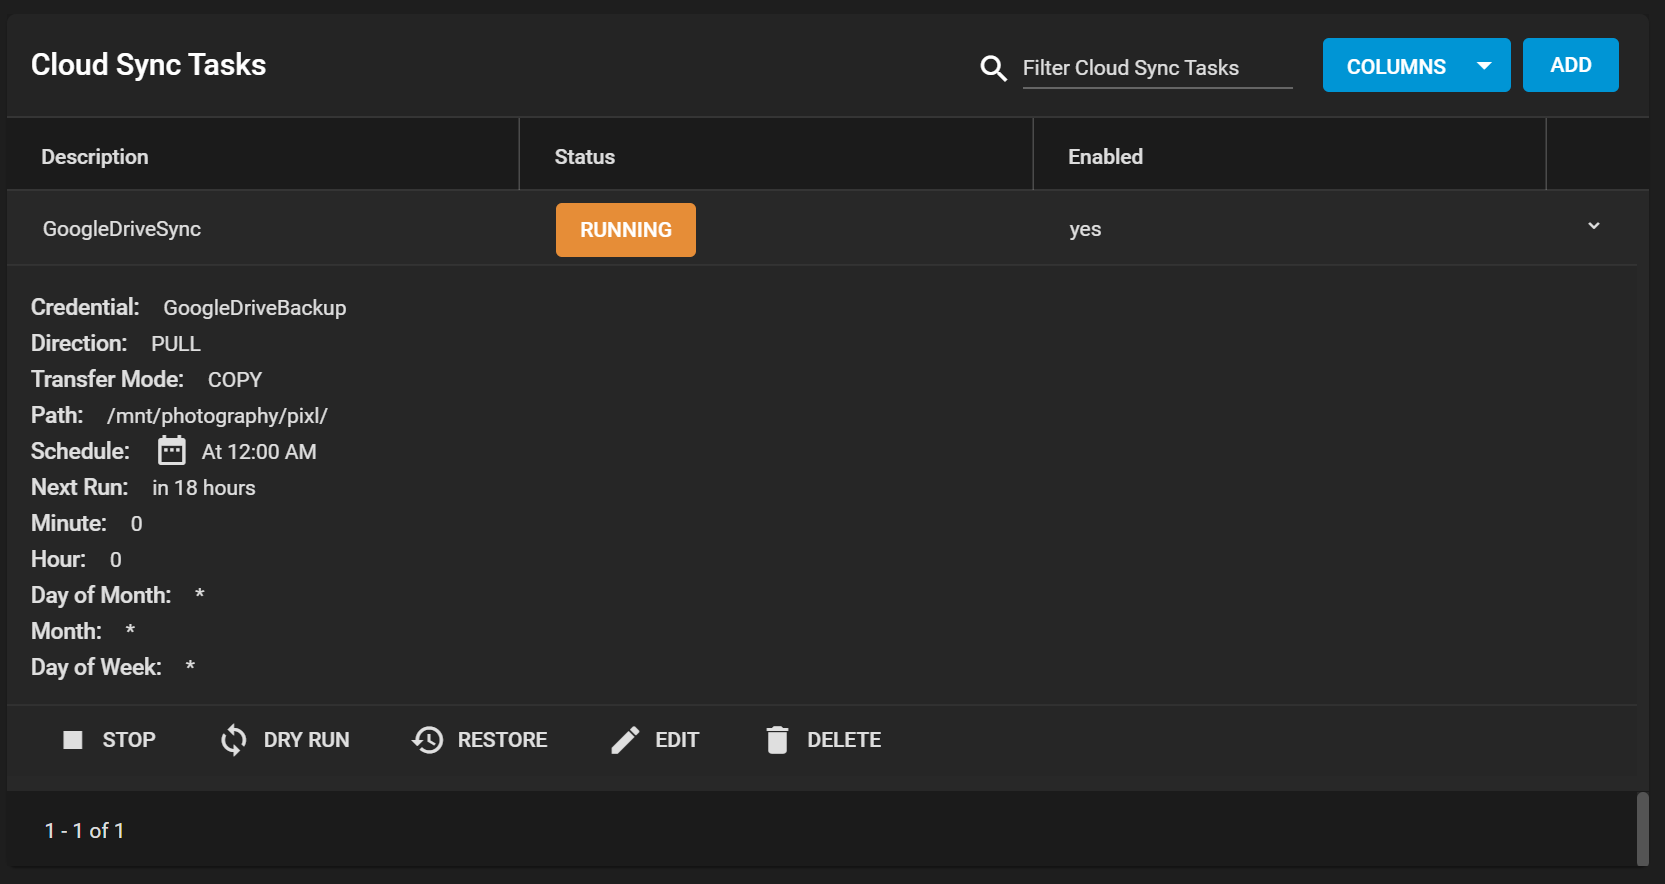 Cloud Sync Tasks
Filter Cloud Sync Tasks
COLUMNS
ADD
Description Status Enabled
GoogleDriveSync RUNNING yes
Credential: GoogleDriveBackup
Direction: PULL
Transfer Mode: COPY
Path: /mnt/photography/pixl/
Schedule: At 12:00 AM
Next Run: in 18 hours
Minute: 0
Hour: 0
Day of Month: *
Month: *
Day of Week: *
STOP DRY RUN RESTORE EDIT DELETE
1 - 1 of 1